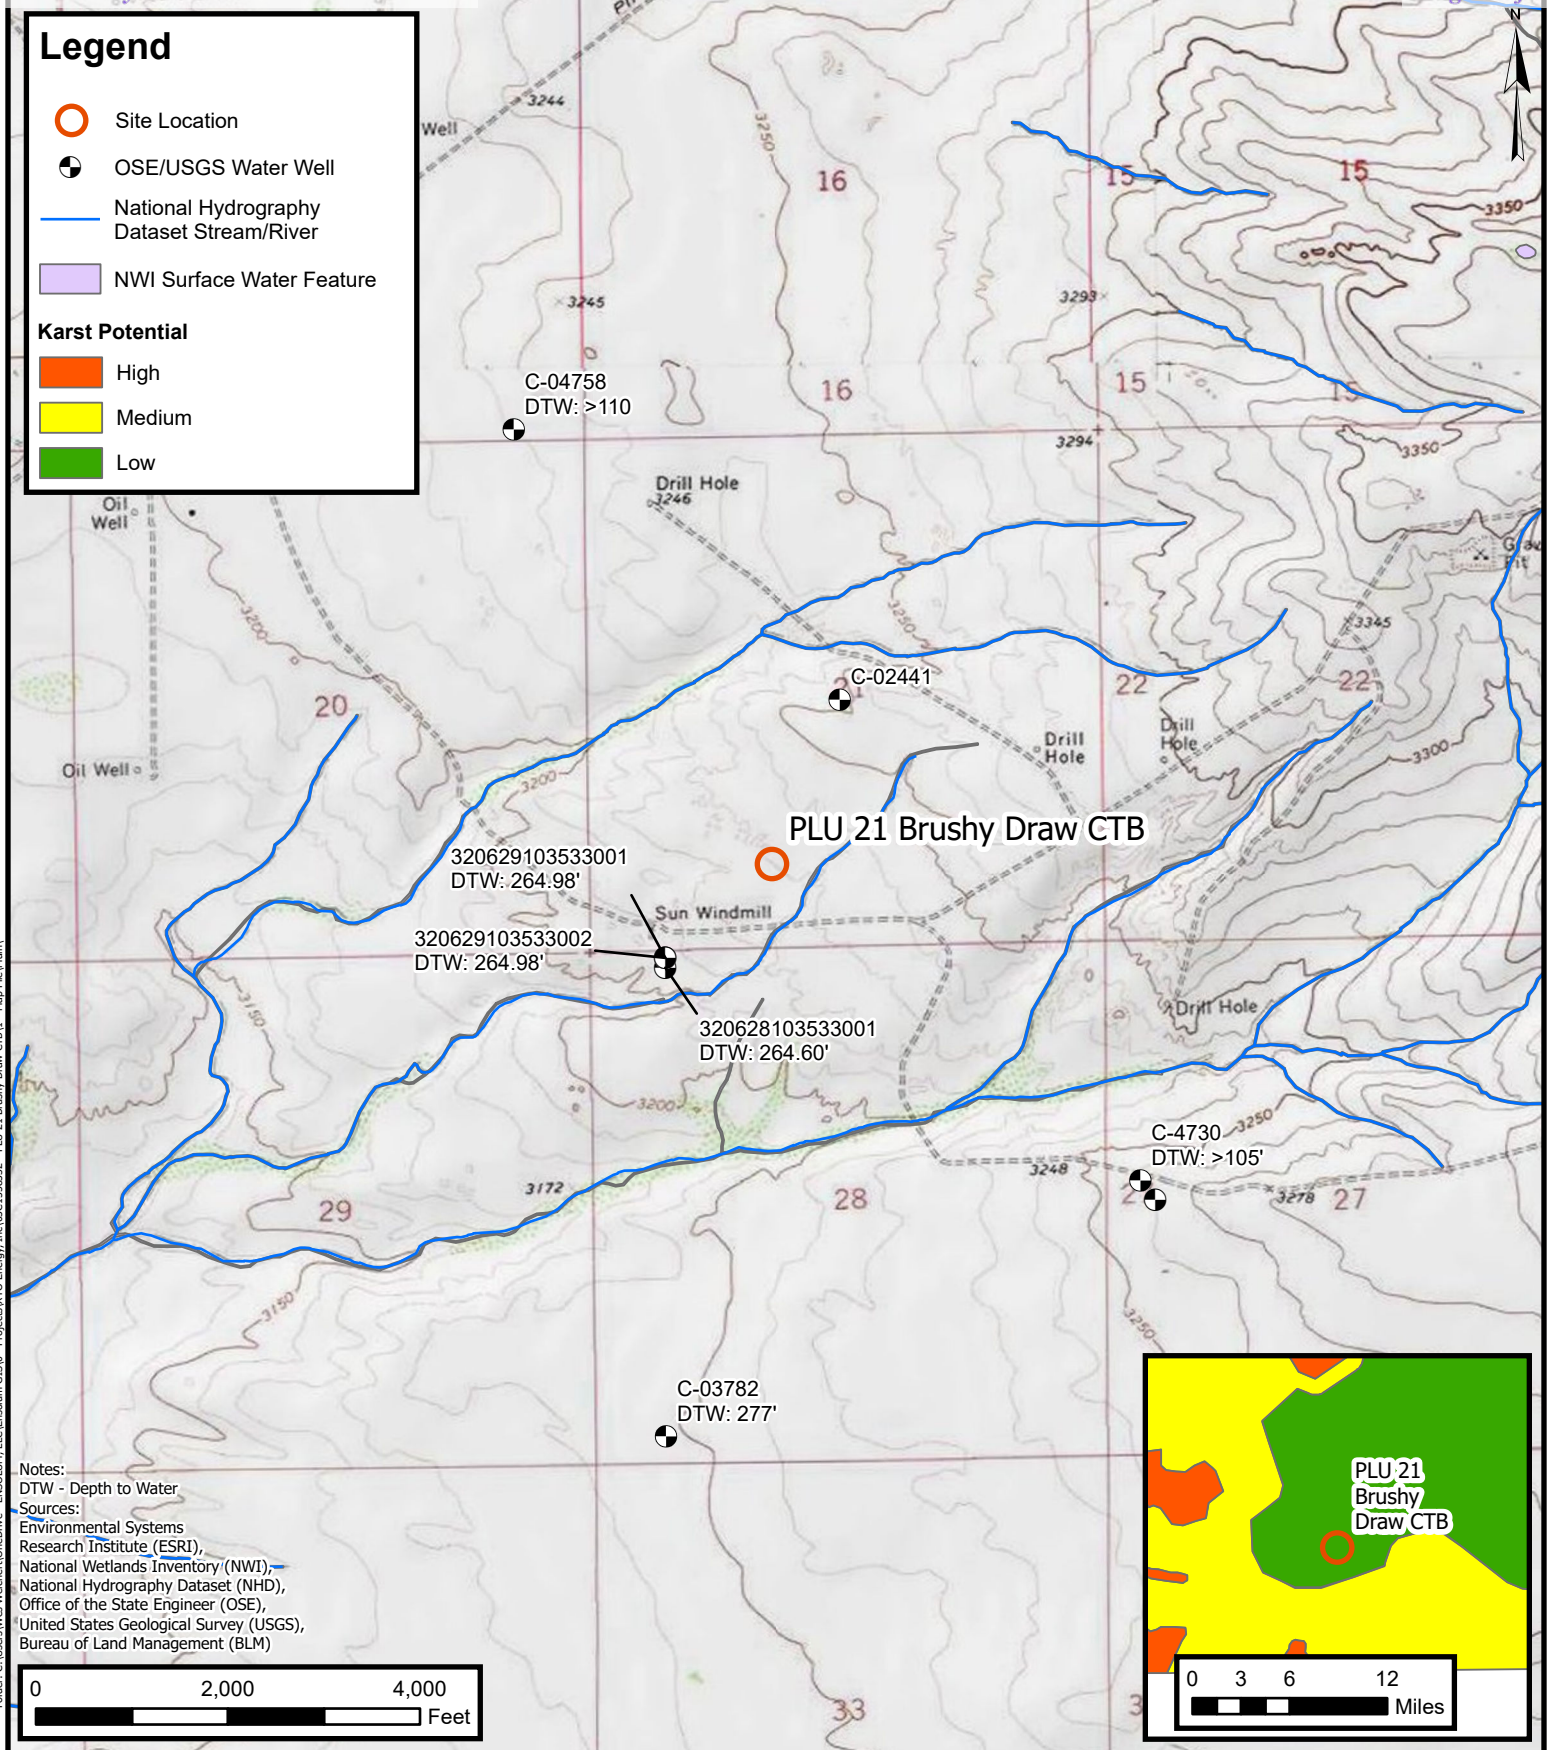 N
Legend
Site Location
OSE/USGS Water Well
National Hydrography
Dataset Stream/River
NWI Surface Water Feature
Karst Potential
High
Medium
Low
3244
Well
3250
16
15
15
3350
3245
3293
C-04758
DTW: >110
16
15
15
3294
3350
Drill Hole
3246
Oil
Well
3200
3250
3345
20
C-02441
22
22
Drill
Hole
Drill
Hole
Oil Well
3200
3300
PLU 21 Brushy Draw CTB
320629103533001
DTW: 264.98'
Sun Windmill
320629103533002
DTW: 264.98'
3150
Drill Hole
320628103533001
DTW: 264.60'
3200
3250
C-4730
DTW: >105'
3248
3172
3278
29
28
27
3150
3250
C-03782
DTW: 277'
Notes:
DTW - Depth to Water
Sources:
Environmental Systems
Research Institute (ESRI),
National Wetlands Inventory (NWI),
National Hydrography Dataset (NHD),
Office of the State Engineer (OSE),
United States Geological Survey (USGS),
Bureau of Land Management (BLM)
0 2,000 4,000
Feet
33
PLU 21
Brushy
Draw CTB
0 3 6 12
Miles